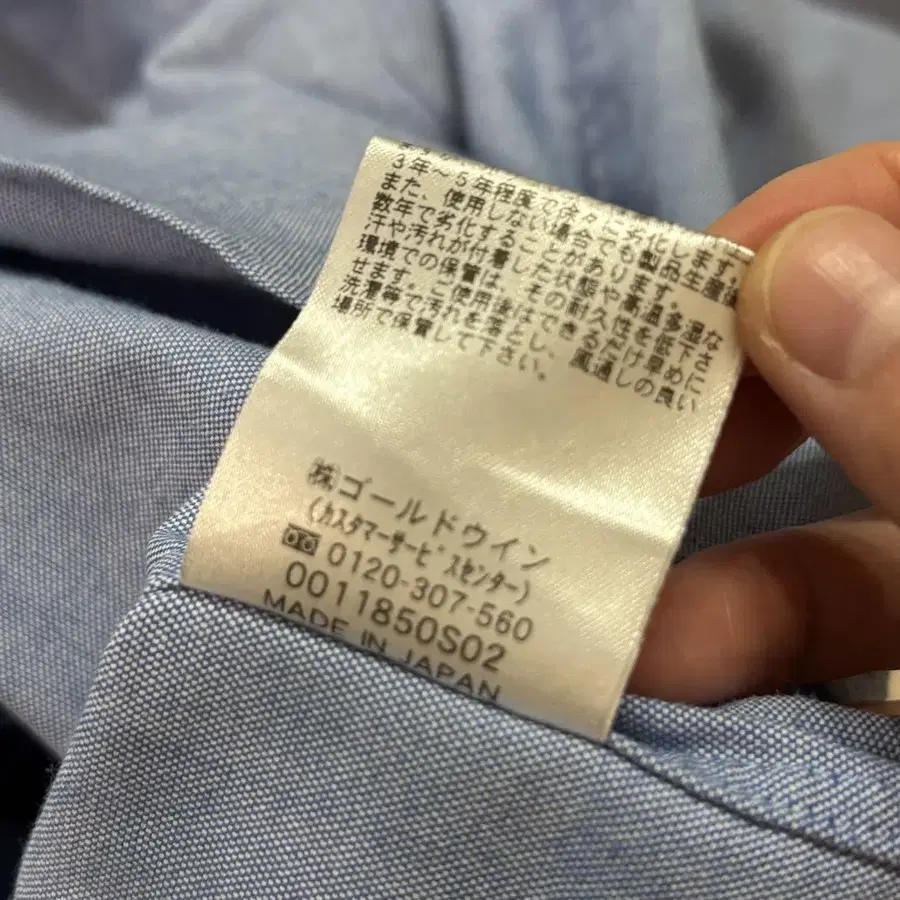 3年～5年程度で徐々に劣化します。
また、使用しない場合にも製品生産後
数年で劣化することがあります。
汗や汚れが付着した状態や高温・多湿な
環境での保管は、その耐久性を低下さ
せます。ご使用後はできるだけ早めに
洗濯等で汚れを落とし、風通しの良い
場所で保管して下さい。
㈱ゴールドウイン
(カスタマーサービスセンター)
0120-307-560
0011850S02
MADE IN JAPAN